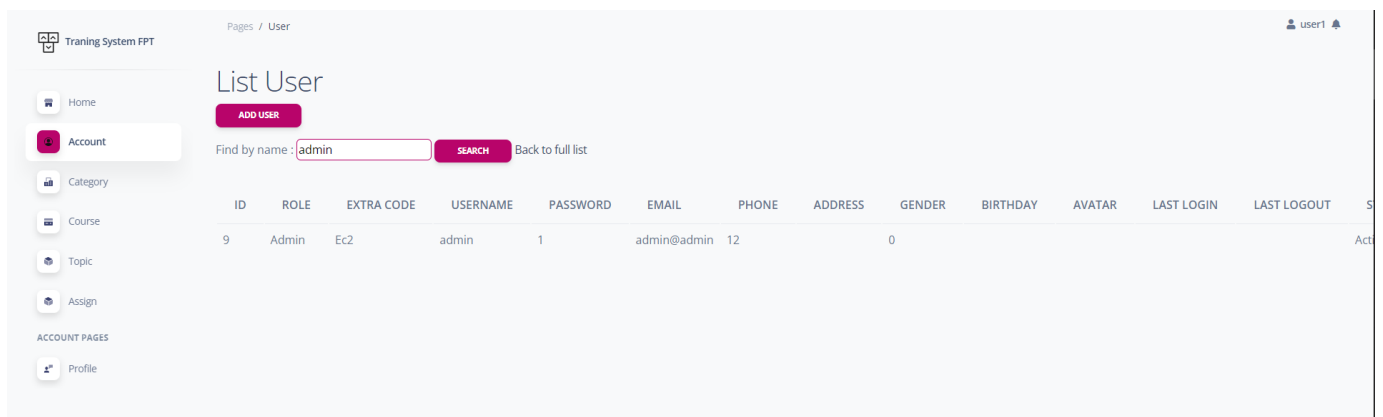 Traning System FPT
Pages / User
user1
Home
Account
Category
Course
Topic
Assign
ACCOUNT PAGES
Profile
List User
ADD USER
Find by name : admin SEARCH Back to full list
ID ROLE EXTRA CODE USERNAME PASSWORD EMAIL PHONE ADDRESS GENDER BIRTHDAY AVATAR LAST LOGIN LAST LOGOUT
9 Admin Ec2 admin 1 admin@admin 12 0 Acti